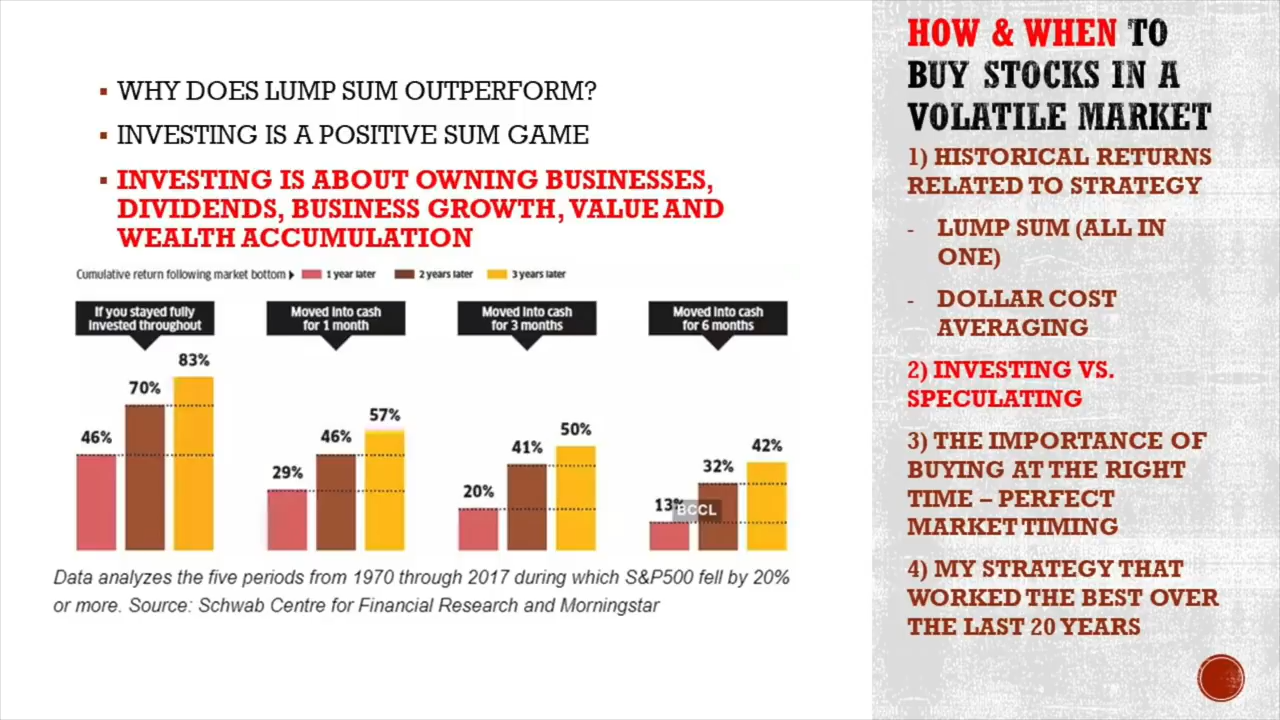 WHY DOES LUMP SUM OUTPERFORM?
INVESTING IS A POSITIVE SUM GAME
INVESTING IS ABOUT OWNING BUSINESSES,
DIVIDENDS, BUSINESS GROWTH, VALUE AND
WEALTH ACCUMULATION
Cumulative return following market bottom 1 year later 2 years later 3 years later
If you stayed fully
invested throughout
46%
70%
83%
Moved into cash
for 1 month
29%
46%
57%
Moved into cash
for 3 months
20%
41%
50%
Moved into cash
for 6 months
13%
32%
42%
BCCL
Data analyzes the five periods from 1970 through 2017 during which S&P500 fell by 20%
or more. Source: Schwab Centre for Financial Research and Morningstar
HOW & WHEN TO
BUY STOCKS IN A
VOLATILE MARKET
1) HISTORICAL RETURNS
RELATED TO STRATEGY
- LUMP SUM (ALL IN
ONE)
- DOLLAR COST
AVERAGING
2) INVESTING VS.
SPECULATING
3) THE IMPORTANCE OF
BUYING AT THE RIGHT
TIME – PERFECT
MARKET TIMING
4) MY STRATEGY THAT
WORKED THE BEST OVER
THE LAST 20 YEARS